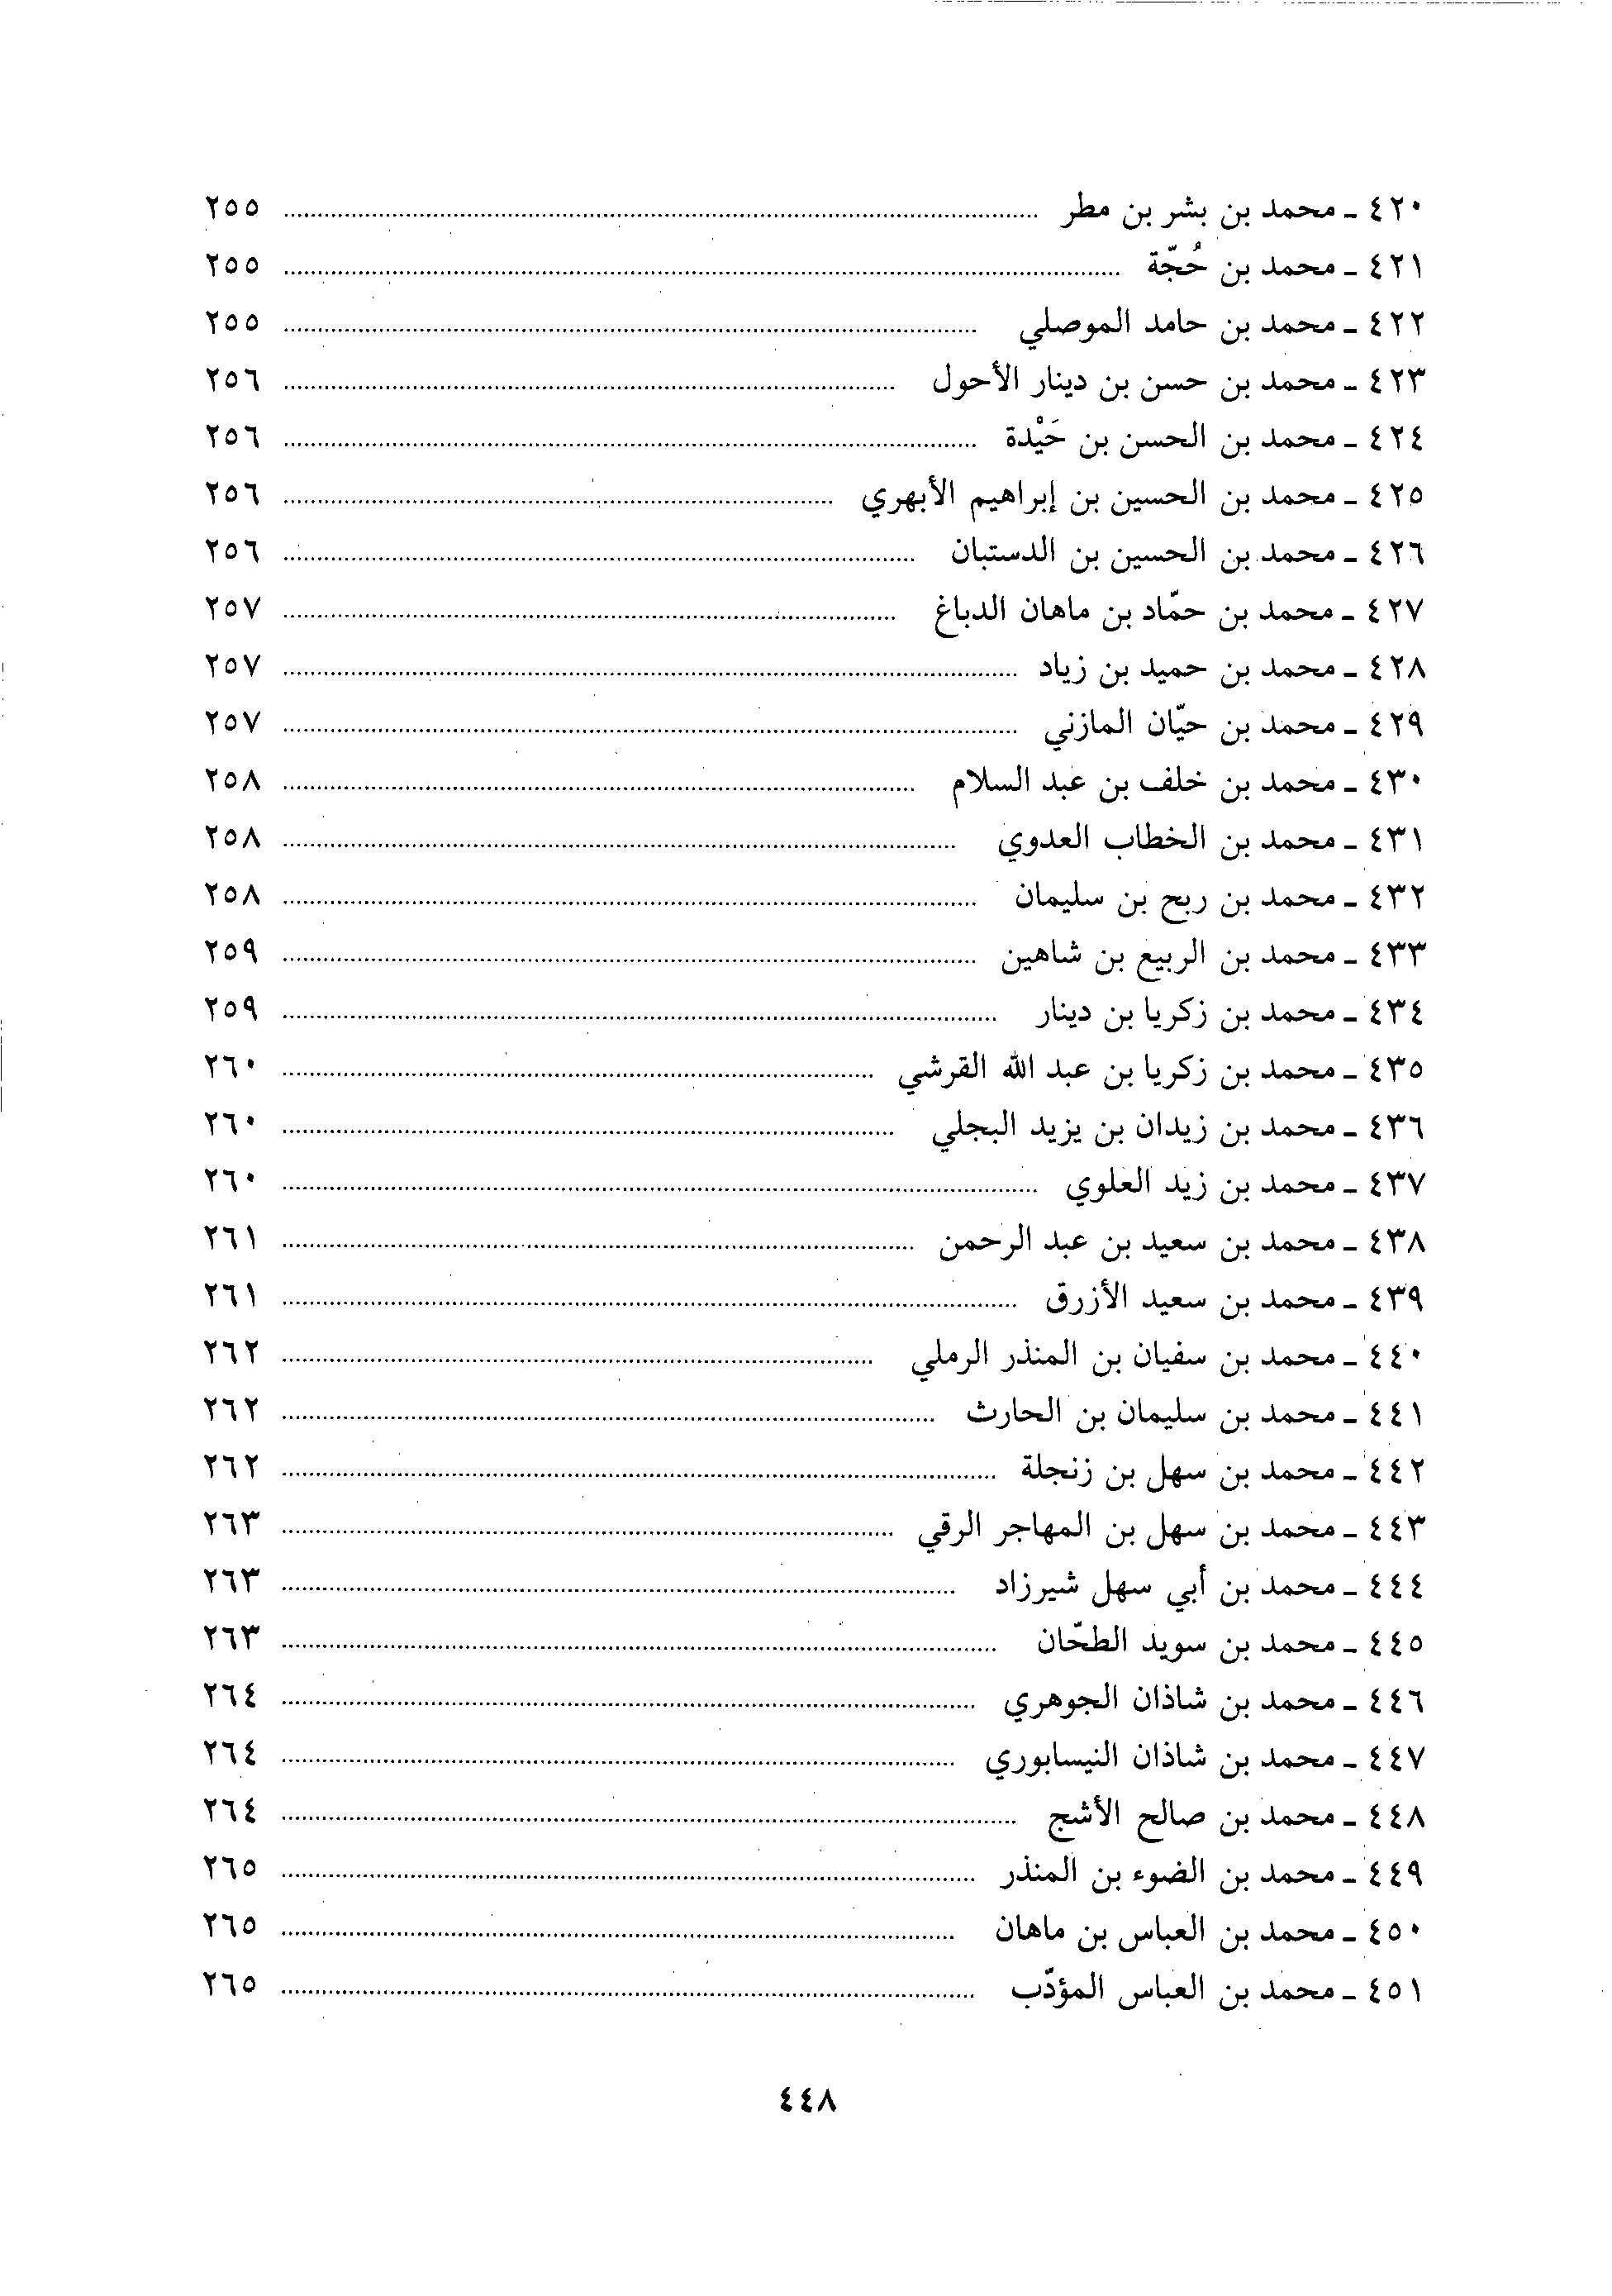 ٤٢٠ ـ محمد بن بشر بن مطر ........ ٢٥٥
٤٢١ ـ محمد بن حُجّة ........ ٢٥٥
٤٢٢ ـ محمد بن حامد الموصلي ........ ٢٥٥
٤٢٣ ـ محمد بن حسن بن دينار الأحول ........ ٢٥٦
٤٢٤ ـ محمد بن الحسن بن حَيْدة ........ ٢٥٦
٤٢٥ ـ محمد بن الحسين بن إبراهيم الأبهري ........ ٢٥٦
٤٢٦ ـ محمد بن الحسين بن الدستبان ........ ٢٥٦
٤٢٧ ـ محمد بن حمّاد بن ماهان الدباغ ........ ٢٥٧
٤٢٨ ـ محمد بن حميد بن زياد ........ ٢٥٧
٤٢٩ ـ محمد بن حيّان المازني ........ ٢٥٧
٤٣٠ ـ محمد بن خلف بن عبد السلام ........ ٢٥٨
٤٣١ ـ محمد بن الخطاب العدوي ........ ٢٥٨
٤٣٢ ـ محمد بن ربح بن سليمان ........ ٢٥٨
٤٣٣ ـ محمد بن الربيع بن شاهين ........ ٢٥٩
٤٣٤ ـ محمد بن زكريا بن دينار ........ ٢٥٩
٤٣٥ ـ محمد بن زكريا بن عبد الله القرشي ........ ٢٦٠
٤٣٦ ـ محمد بن زيدان بن يزيد البجلي ........ ٢٦٠
٤٣٧ ـ محمد بن زيد العلوي ........ ٢٦٠
٤٣٨ ـ محمد بن سعيد بن عبد الرحمن ........ ٢٦١
٤٣٩ ـ محمد بن سعيد الأزرق ........ ٢٦١
٤٤٠ ـ محمد بن سفيان بن المنذر الرملي ........ ٢٦٢
٤٤١ ـ محمد بن سليمان بن الحارث ........ ٢٦٢
٤٤٢ ـ محمد بن سهل بن زنجلة ........ ٢٦٢
٤٤٣ ـ محمد بن سهل بن المهاجر الرقي ........ ٢٦٣
٤٤٤ ـ محمد بن أبي سهل شيرزاد ........ ٢٦٣
٤٤٥ ـ محمد بن سويد الطحّان ........ ٢٦٣
٤٤٦ ـ محمد بن شاذان الجوهري ........ ٢٦٤
٤٤٧ ـ محمد بن شاذان النيسابوري ........ ٢٦٤
٤٤٨ ـ محمد بن صالح الأشج ........ ٢٦٤
٤٤٩ ـ محمد بن الضوء بن المنذر ........ ٢٦٥
٤٥٠ ـ محمد بن العباس بن ماهان ........ ٢٦٥
٤٥١ ـ محمد بن العباس المؤدّب ........ ٢٦٥
٤٤٨